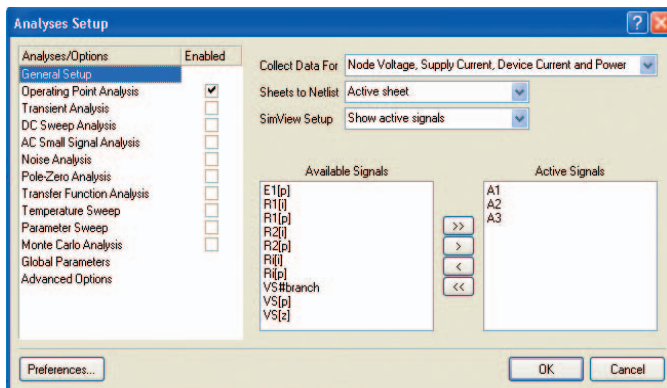 Analyses Setup
Analyses/Options Enabled
General Setup
Operating Point Analysis
Transient Analysis
DC Sweep Analysis
AC Small Signal Analysis
Noise Analysis
Pole-Zero Analysis
Transfer Function Analysis
Temperature Sweep
Parameter Sweep
Monte Carlo Analysis
Global Parameters
Advanced Options
Collect Data For Node Voltage, Supply Current, Device Current and Power
Sheets to Netlist Active sheet
SimView Setup Show active signals
Available Signals
E1[p]
R1[i]
R1[p]
R2[i]
R2[p]
Ri[i]
Ri[p]
VS#branch
VS[p]
VS[z]
>>
>
<
<<
Active Signals
A1
A2
A3
Preferences...
OK Cancel